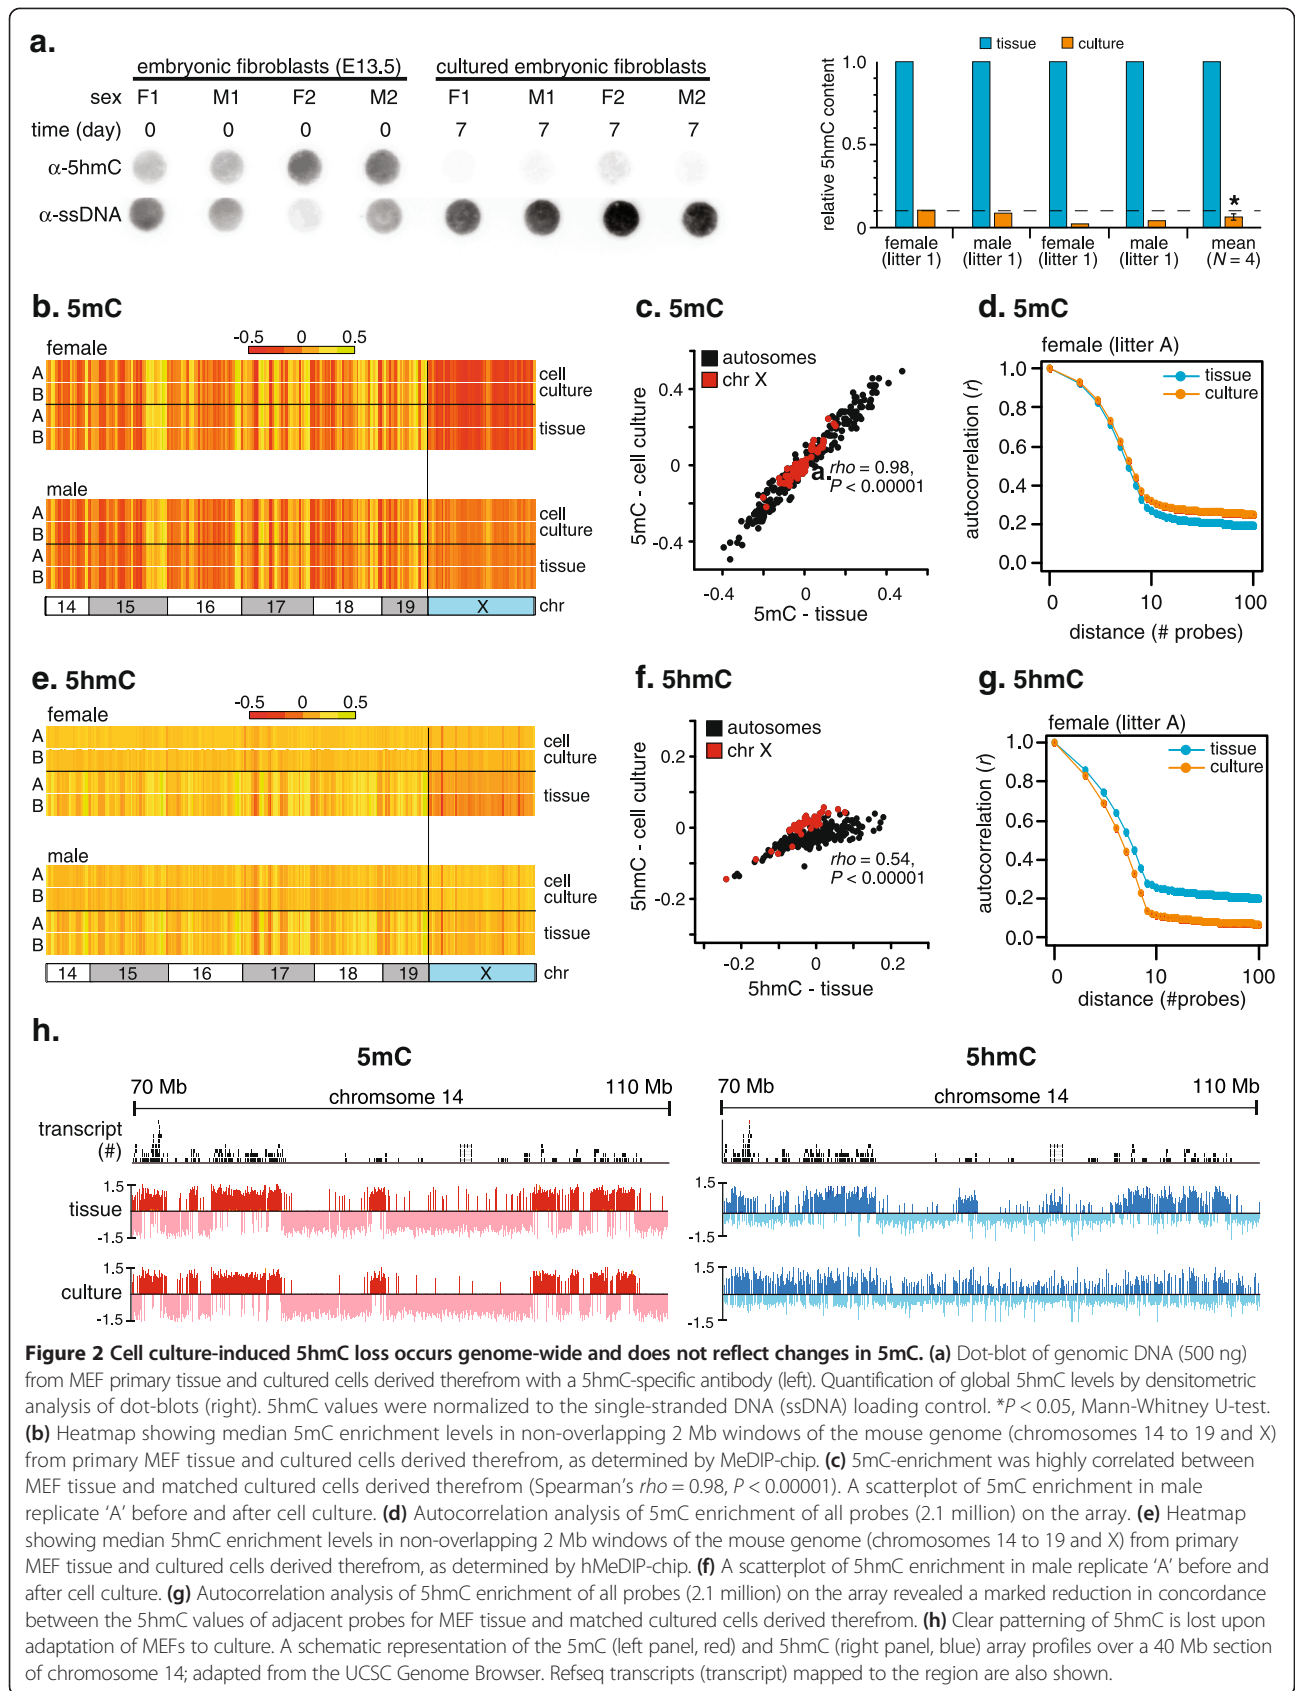 a.
embryonic fibroblasts (E13.5) cultured embryonic fibroblasts
sex F1 M1 F2 M2 F1 M1 F2 M2
time (day) 0 0 0 0 7 7 7 7
α-5hmC
α-ssDNA
tissue culture
relative 5hmC content
1.0
0.5
0
*
female (litter 1) male (litter 1) female (litter 1) male (litter 1) mean (N = 4)
b. 5mC
-0.5 0 0.5
female
A
B
cell culture
A
B
tissue
male
A
B
cell culture
A
B
tissue
14 15 16 17 18 19 X chr
c. 5mC
autosomes
chr X
5mC - cell culture
0.4
0
-0.4
a.
rho = 0.98,
P < 0.00001
-0.4 0 0.4
5mC - tissue
d. 5mC
female (litter A)
tissue
culture
autocorrelation (r)
1.0
0.8
0.6
0.4
0.2
0.0
0 10 100
distance (# probes)
e. 5hmC
-0.5 0 0.5
female
A
B
cell culture
A
B
tissue
male
A
B
cell culture
A
B
tissue
14 15 16 17 18 19 X chr
f. 5hmC
autosomes
chr X
5hmC - cell culture
0.2
0
-0.2
rho = 0.54,
P < 0.00001
-0.2 0 0.2
5hmC - tissue
g. 5hmC
female (litter A)
tissue
culture
autocorrelation (r)
1.0
0.8
0.6
0.4
0.2
0.0
0 10 100
distance (#probes)
h.
5mC
70 Mb 110 Mb
chromsome 14
transcript
(#)
1.5
tissue
-1.5
1.5
culture
-1.5
5hmC
70 Mb 110 Mb
chromsome 14
1.5
-1.5
1.5
-1.5
Figure 2 Cell culture-induced 5hmC loss occurs genome-wide and does not reflect changes in 5mC. (a) Dot-blot of genomic DNA (500 ng)
from MEF primary tissue and cultured cells derived therefrom with a 5hmC-specific antibody (left). Quantification of global 5hmC levels by densitometric
analysis of dot-blots (right). 5hmC values were normalized to the single-stranded DNA (ssDNA) loading control. *P < 0.05, Mann-Whitney U-test.
(b) Heatmap showing median 5mC enrichment levels in non-overlapping 2 Mb windows of the mouse genome (chromosomes 14 to 19 and X)
from primary MEF tissue and cultured cells derived therefrom, as determined by MeDIP-chip. (c) 5mC-enrichment was highly correlated between
MEF tissue and matched cultured cells derived therefrom (Spearman's rho = 0.98, P < 0.00001). A scatterplot of 5mC enrichment in male
replicate 'A' before and after cell culture. (d) Autocorrelation analysis of 5mC enrichment of all probes (2.1 million) on the array. (e) Heatmap
showing median 5hmC enrichment levels in non-overlapping 2 Mb windows of the mouse genome (chromosomes 14 to 19 and X) from primary
MEF tissue and cultured cells derived therefrom, as determined by hMeDIP-chip. (f) A scatterplot of 5hmC enrichment in male replicate 'A' before and
after cell culture. (g) Autocorrelation analysis of 5hmC enrichment of all probes (2.1 million) on the array revealed a marked reduction in concordance
between the 5hmC values of adjacent probes for MEF tissue and matched cultured cells derived therefrom. (h) Clear patterning of 5hmC is lost upon
adaptation of MEFs to culture. A schematic representation of the 5mC (left panel, red) and 5hmC (right panel, blue) array profiles over a 40 Mb section
of chromosome 14; adapted from the UCSC Genome Browser. Refseq transcripts (transcript) mapped to the region are also shown.